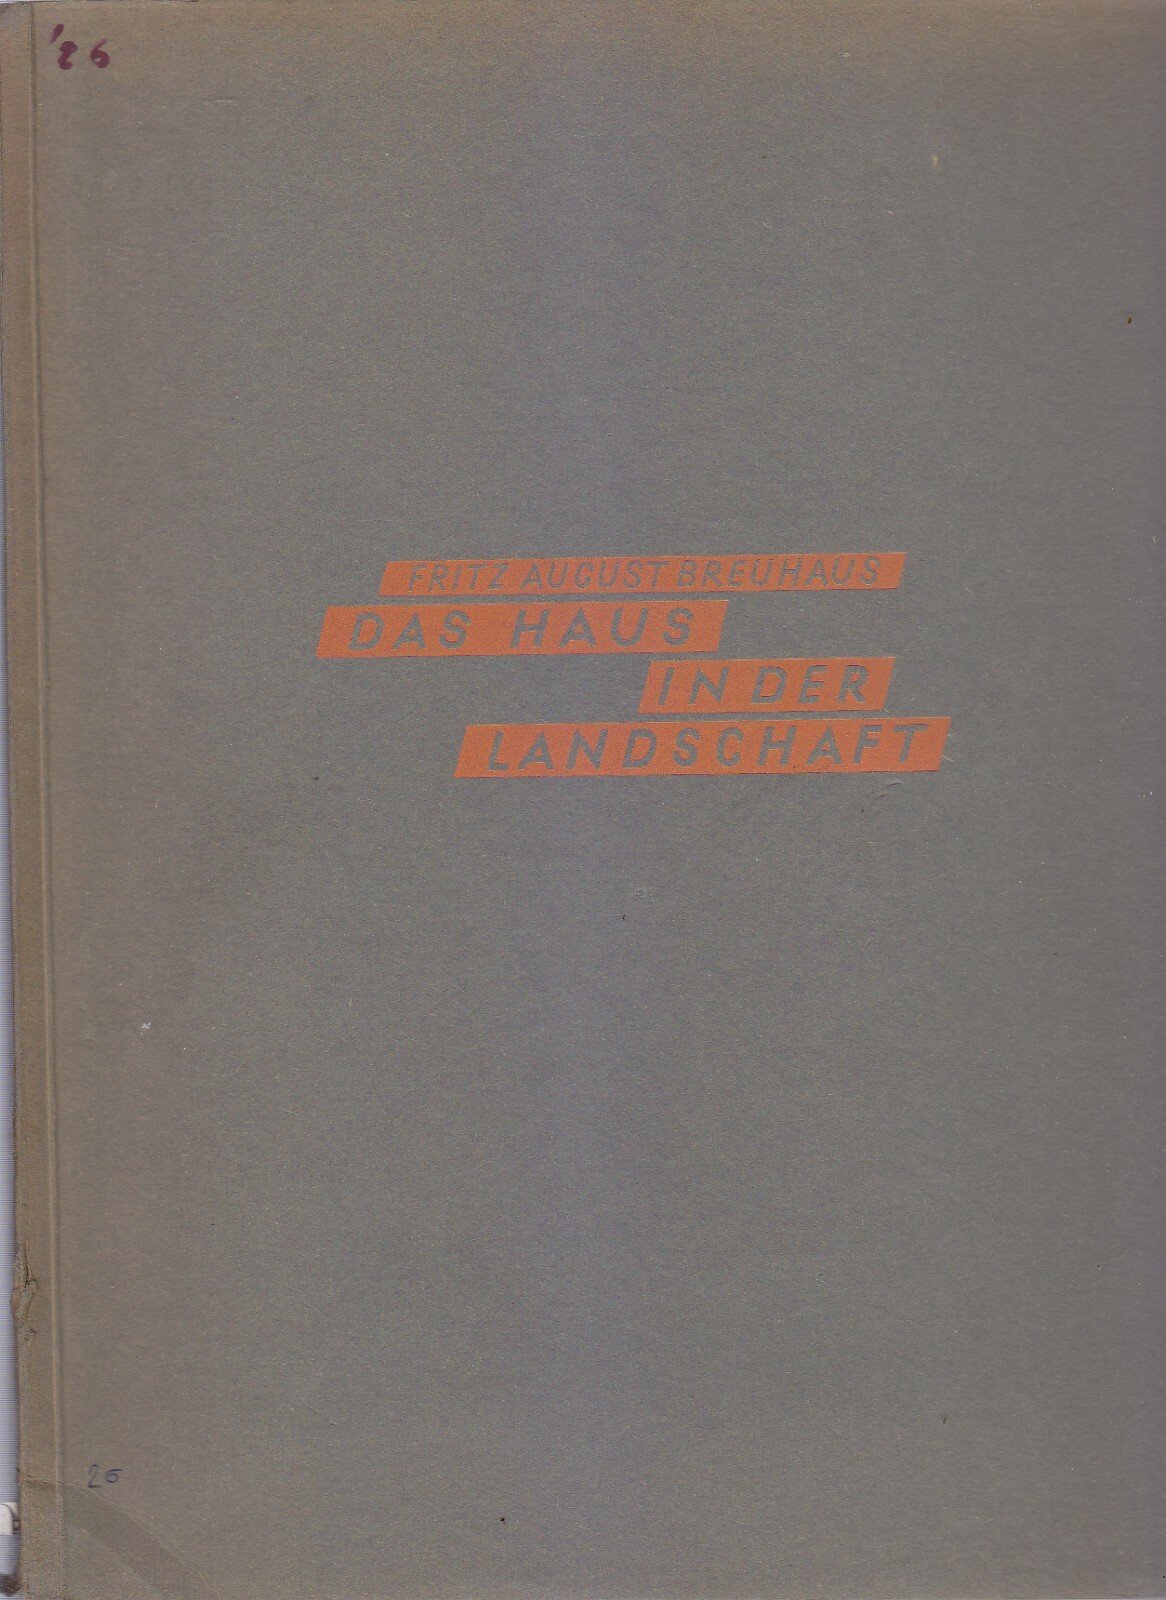 '26
FRITZ AUGUST BREUHAUS
DAS HAUS
IN DER
LANDSCHAFT
26